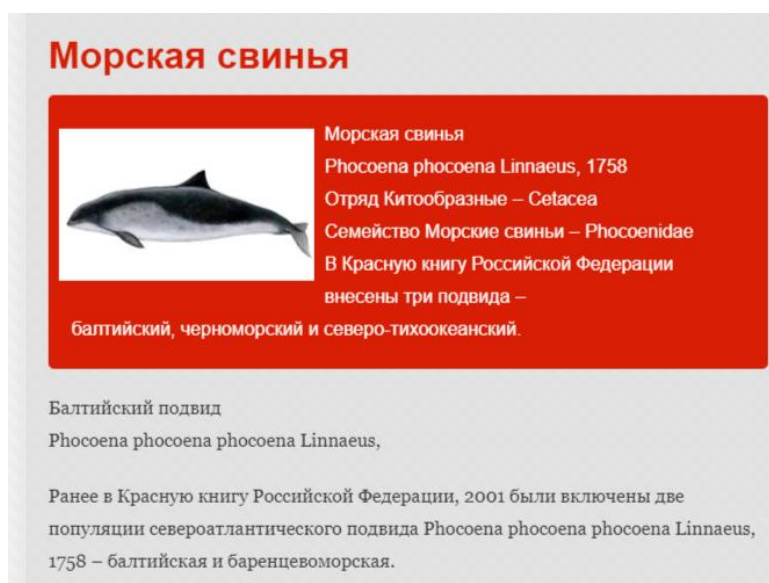 Морская свинья
Морская свинья
Phocoena phocoena Linnaeus, 1758
Отряд Китообразные – Cetacea
Семейство Морские свиньи – Phocoenidae
В Красную книгу Российской Федерации
внесены три подвида –
балтийский, черноморский и северо-тихоокеанский.
Балтийский подвид
Phocoena phocoena phocoena Linnaeus,
Ранее в Красную книгу Российской Федерации, 2001 были включены две
популяции североатлантического подвида Phocoena phocoena phocoena Linnaeus,
1758 – балтийская и баренцевоморская.